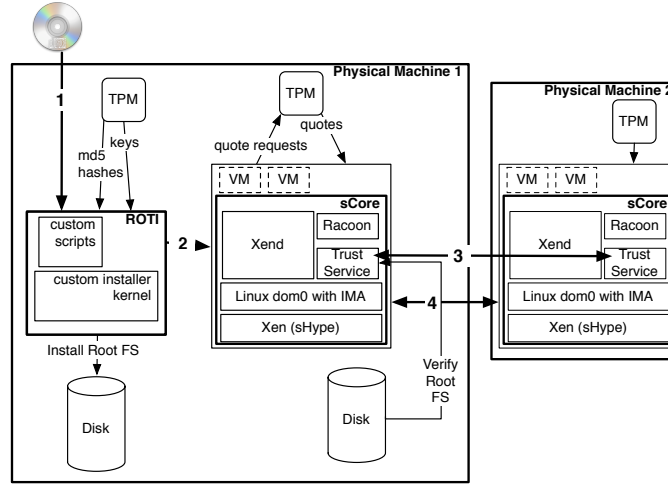 Physical Machine 1
1
TPM
md5
hashes
keys
ROTI
custom
scripts
custom installer
kernel
Install Root FS
Disk
2
TPM
quote requests
quotes
VM
VM
sCore
Xend
Racoon
Trust
Service
Linux dom0 with IMA
Xen (sHype)
Disk
Verify
Root
FS
3
4
Physical Machine 2
TPM
VM
VM
sCore
Xend
Racoon
Trust
Service
Linux dom0 with IMA
Xen (sHype)